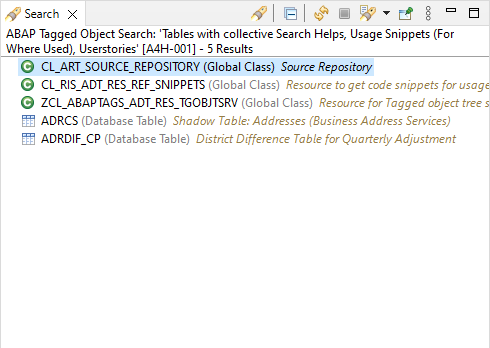 Search
ABAP Tagged Object Search: 'Tables with collective Search Helps, Usage Snippets (For
Where Used), Userstories' [A4H-001] - 5 Results
CL_ART_SOURCE_REPOSITORY (Global Class) Source Repository
CL_RIS_ADT_RES_REF_SNIPPETS (Global Class) Resource to get code snippets for usage
ZCL_ABAPTAGS_ADT_RES_TGOBJTSRV (Global Class) Resource for Tagged object tree s
ADRCS (Database Table) Shadow Table: Addresses (Business Address Services)
ADRDIF_CP (Database Table) District Difference Table for Quarterly Adjustment